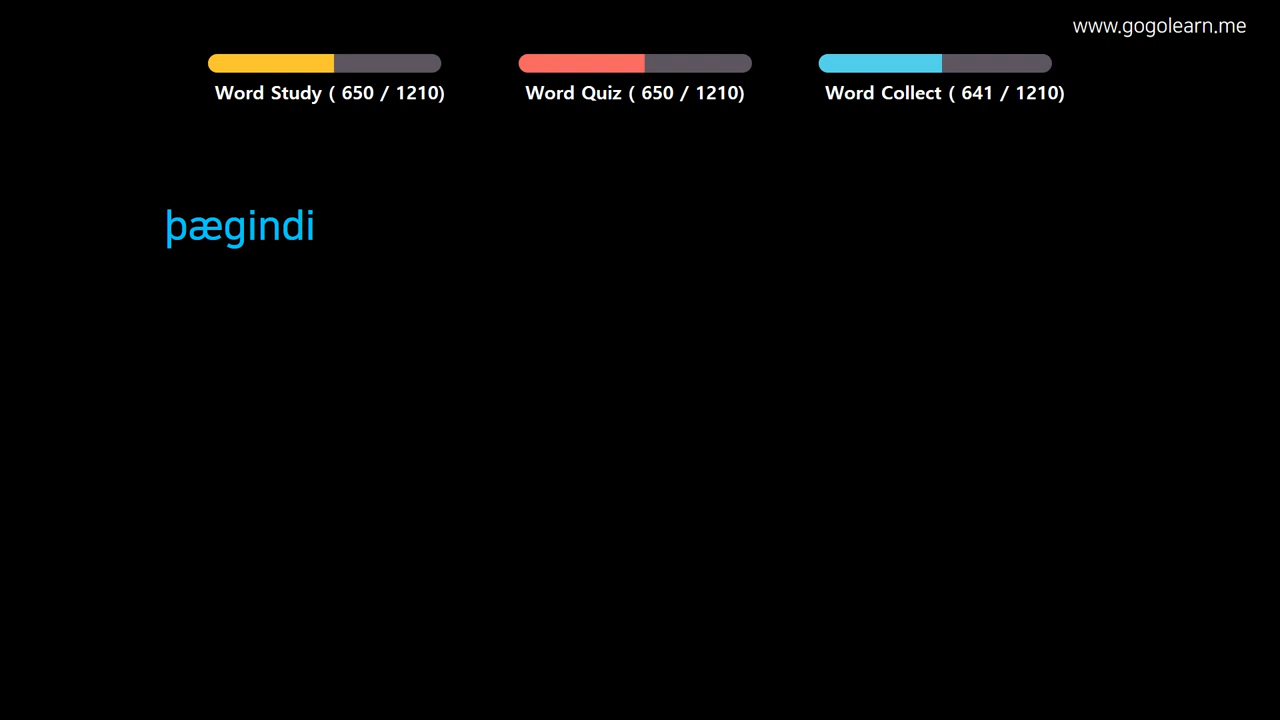 www.gogolearn.me
Word Study ( 650 / 1210)
Word Quiz ( 650 / 1210)
Word Collect ( 641 / 1210)
þægindi